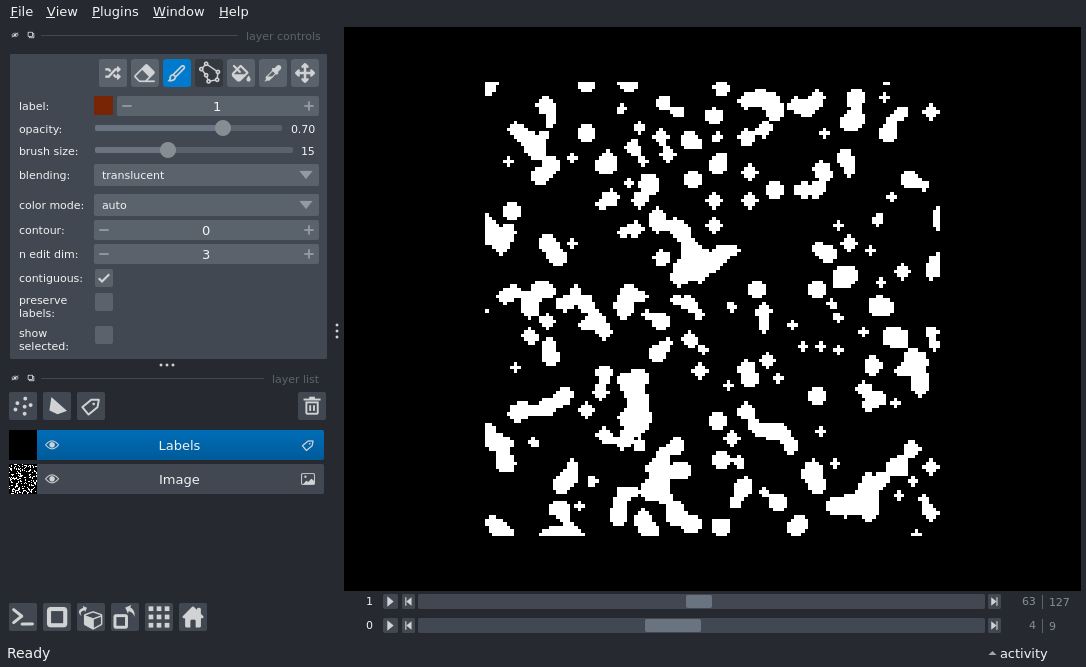 File View Plugins Window Help
layer controls
label: 1
opacity: 0.70
brush size: 15
blending: translucent
color mode: auto
contour: 0
n edit dim: 3
contiguous:
preserve
labels:
show
selected:
layer list
Labels
Image
1 63 127
0 4 9
Ready activity